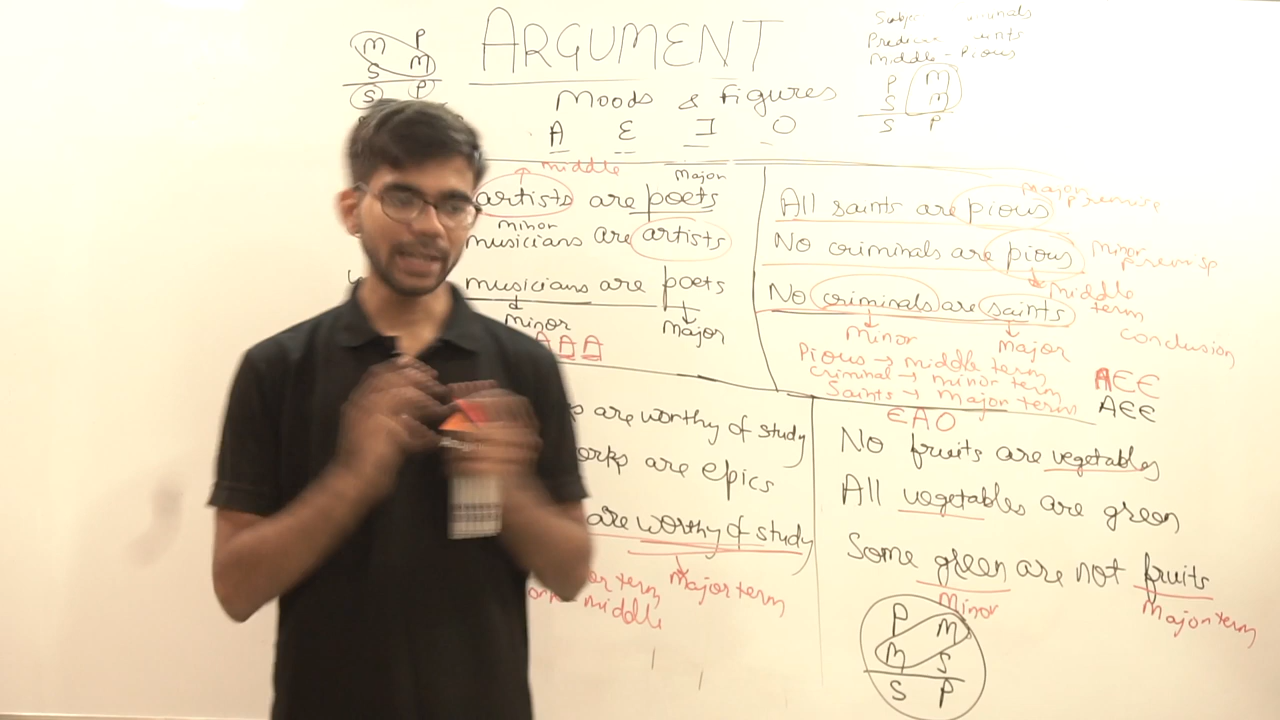 M P
S M
S P
ARGUMENT
Moods & figures
A E I O
Middle - Pious
P M
S M
S P
middle
Major
artists are poets
minor
musicians are artists
musicians are poets
minor
major
AAA
All saints are pious
major premise
No criminals are pious
minor premise
middle term
No criminals are saints
minor
major
conclusion
Pious → middle term
criminal → minor term
Saints → major term
AEE
AEE
are worthy of study
are epics
are worthy of study
term
Major term
middle
EAO
No fruits are vegetables
All vegetables are green
Some green are not fruits
Minor
Major term
P M
M S
S P